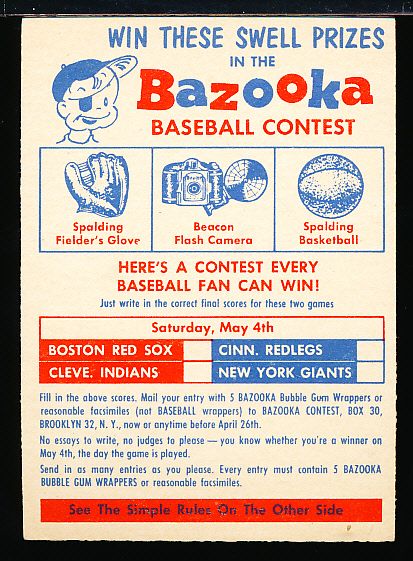 WIN THESE SWELL PRIZES
IN THE
Bazooka
BASEBALL CONTEST
Spalding
Fielder's Glove
Beacon
Flash Camera
Spalding
Basketball
HERE'S A CONTEST EVERY
BASEBALL FAN CAN WIN!
Just write in the correct final scores for these two games
Saturday, May 4th
BOSTON RED SOX
CINN. REDLEGS
CLEVE. INDIANS
NEW YORK GIANTS
Fill in the above scores. Mail your entry with 5 BAZOOKA Bubble Gum Wrappers or
reasonable facsimiles (not BASEBALL wrappers) to BAZOOKA CONTEST, BOX 30,
BROOKLYN 32, N. Y., now or anytime before April 26th.
No essays to write, no judges to please — you know whether you're a winner on
May 4th, the day the game is played.
Send in as many entries as you please. Every entry must contain 5 BAZOOKA
BUBBLE GUM WRAPPERS or reasonable facsimiles.
See The Simple Rules On The Other Side